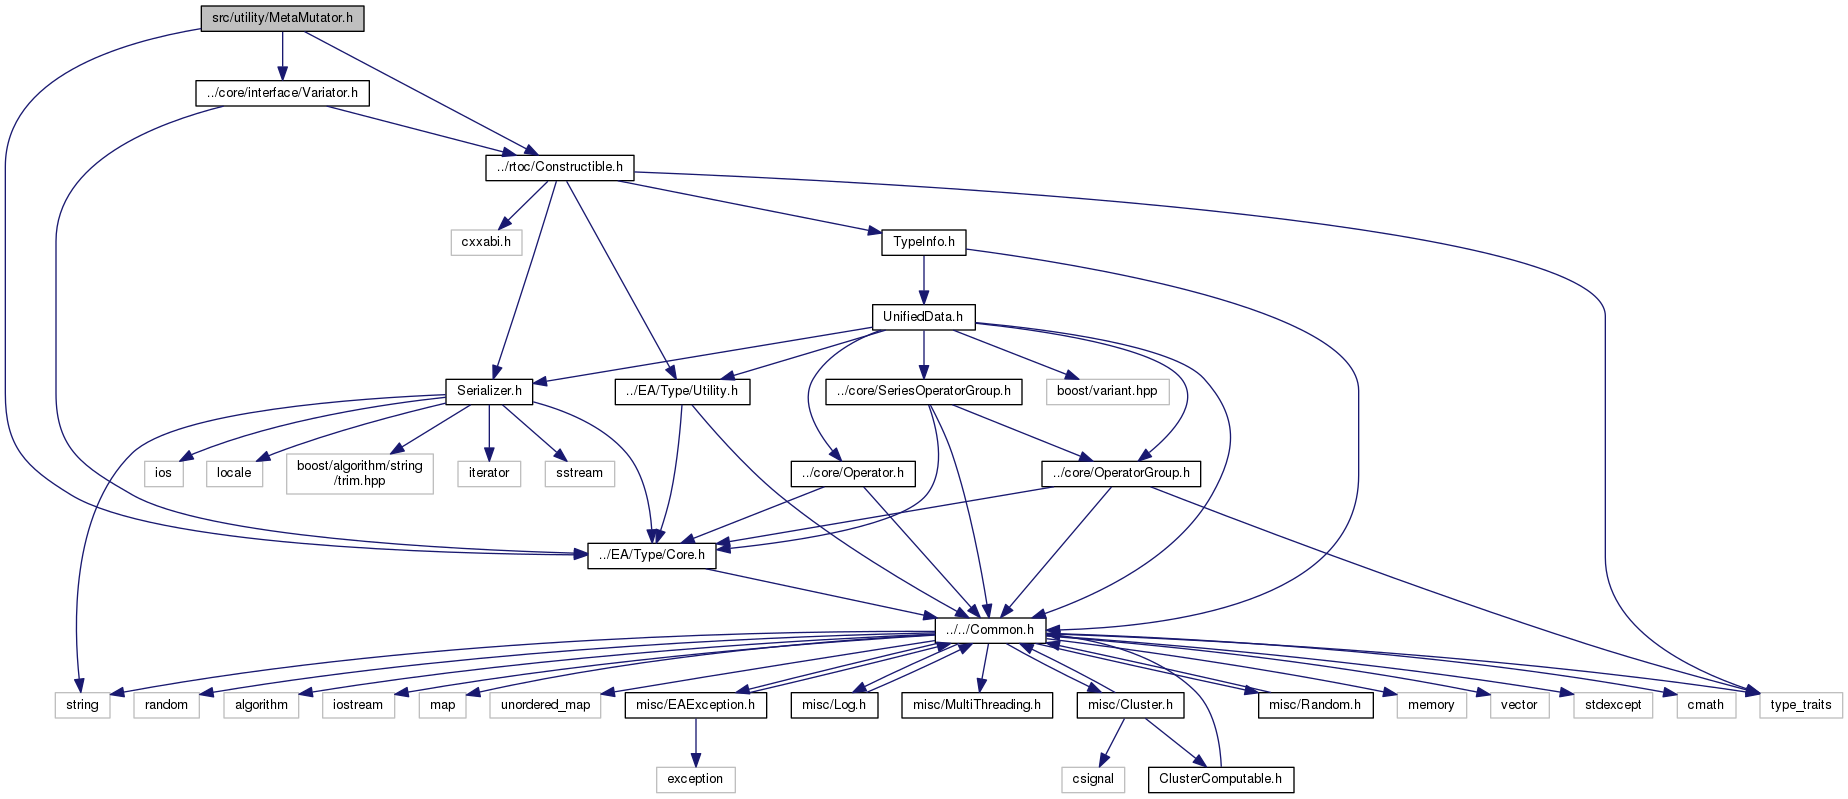 src/utility/MetaMutator.h
../core/interface/Variator.h
../rtoc/Constructible.h
cxxabi.h
TypeInfo.h
UnifiedData.h
Serializer.h
../EA/Type/Utility.h
../core/SeriesOperatorGroup.h
boost/variant.hpp
ios
locale
boost/algorithm/string
/trim.hpp
iterator
sstream
../core/Operator.h
../core/OperatorGroup.h
../EA/Type/Core.h
../../Common.h
string
random
algorithm
iostream
map
unordered_map
misc/EAException.h
misc/Log.h
misc/MultiThreading.h
misc/Cluster.h
misc/Random.h
memory
vector
stdexcept
cmath
type_traits
exception
csignal
ClusterComputable.h